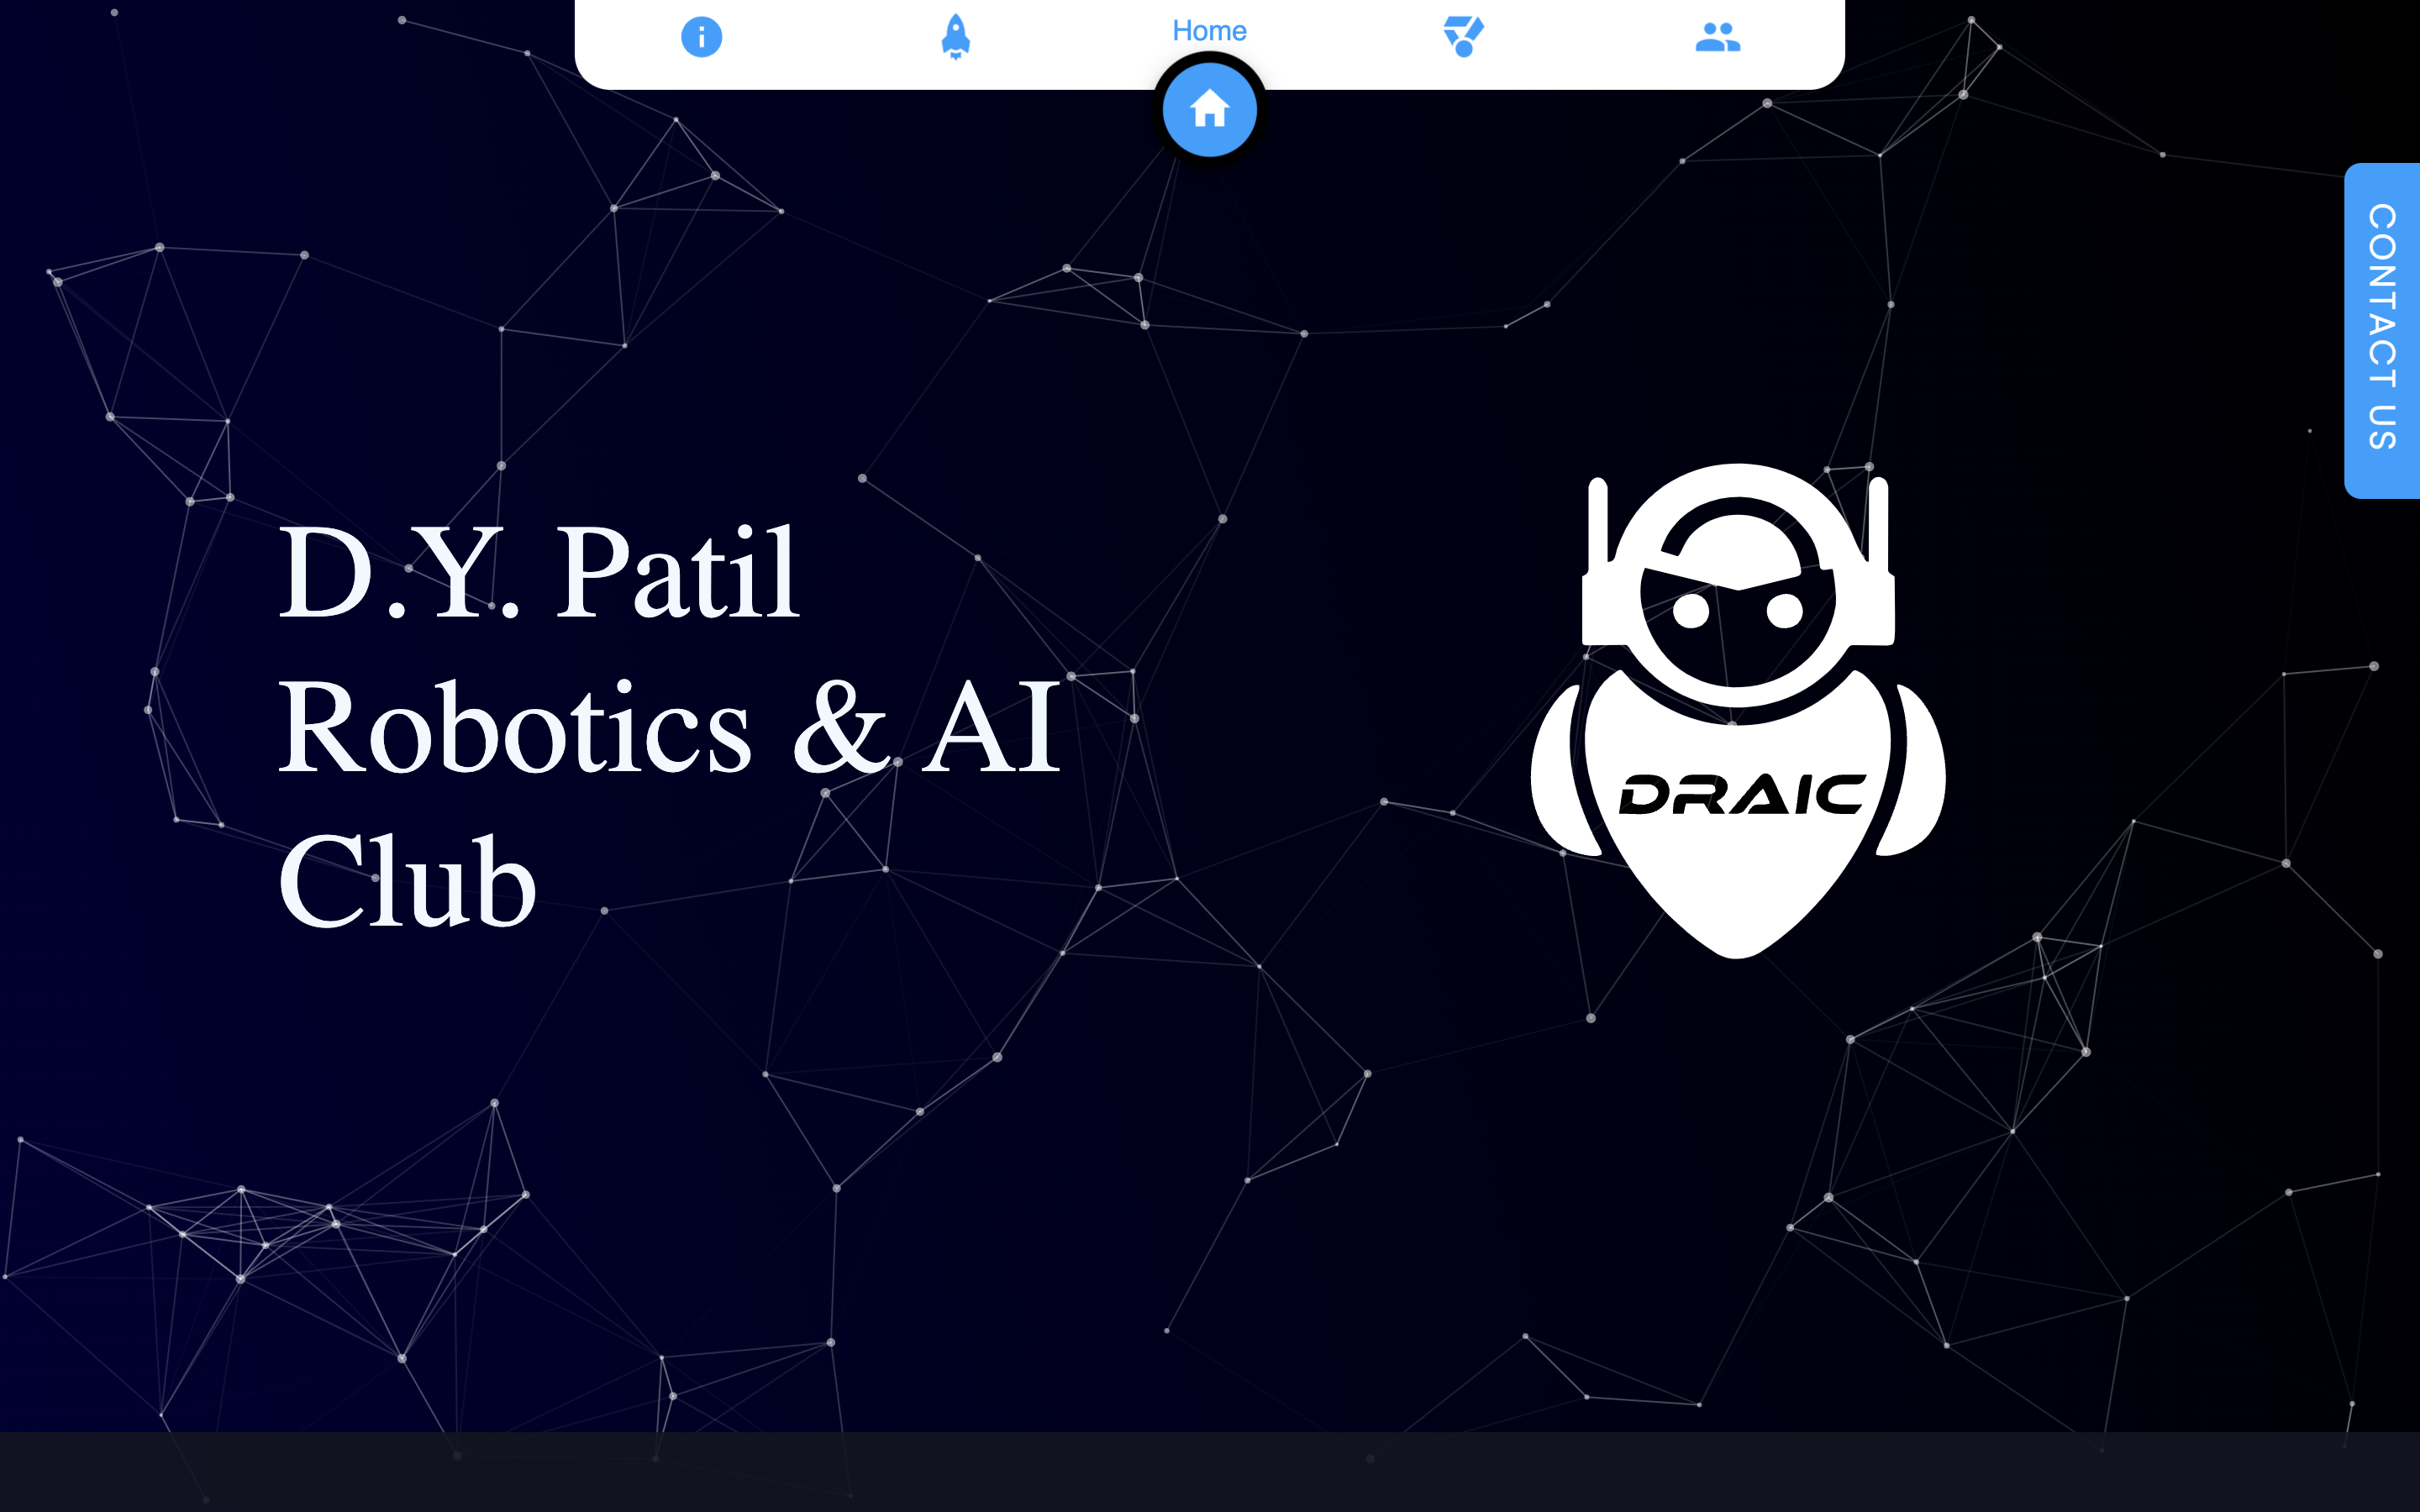 Home
CONTACT US
D.Y. Patil
Robotics & AI
Club
DRAIC